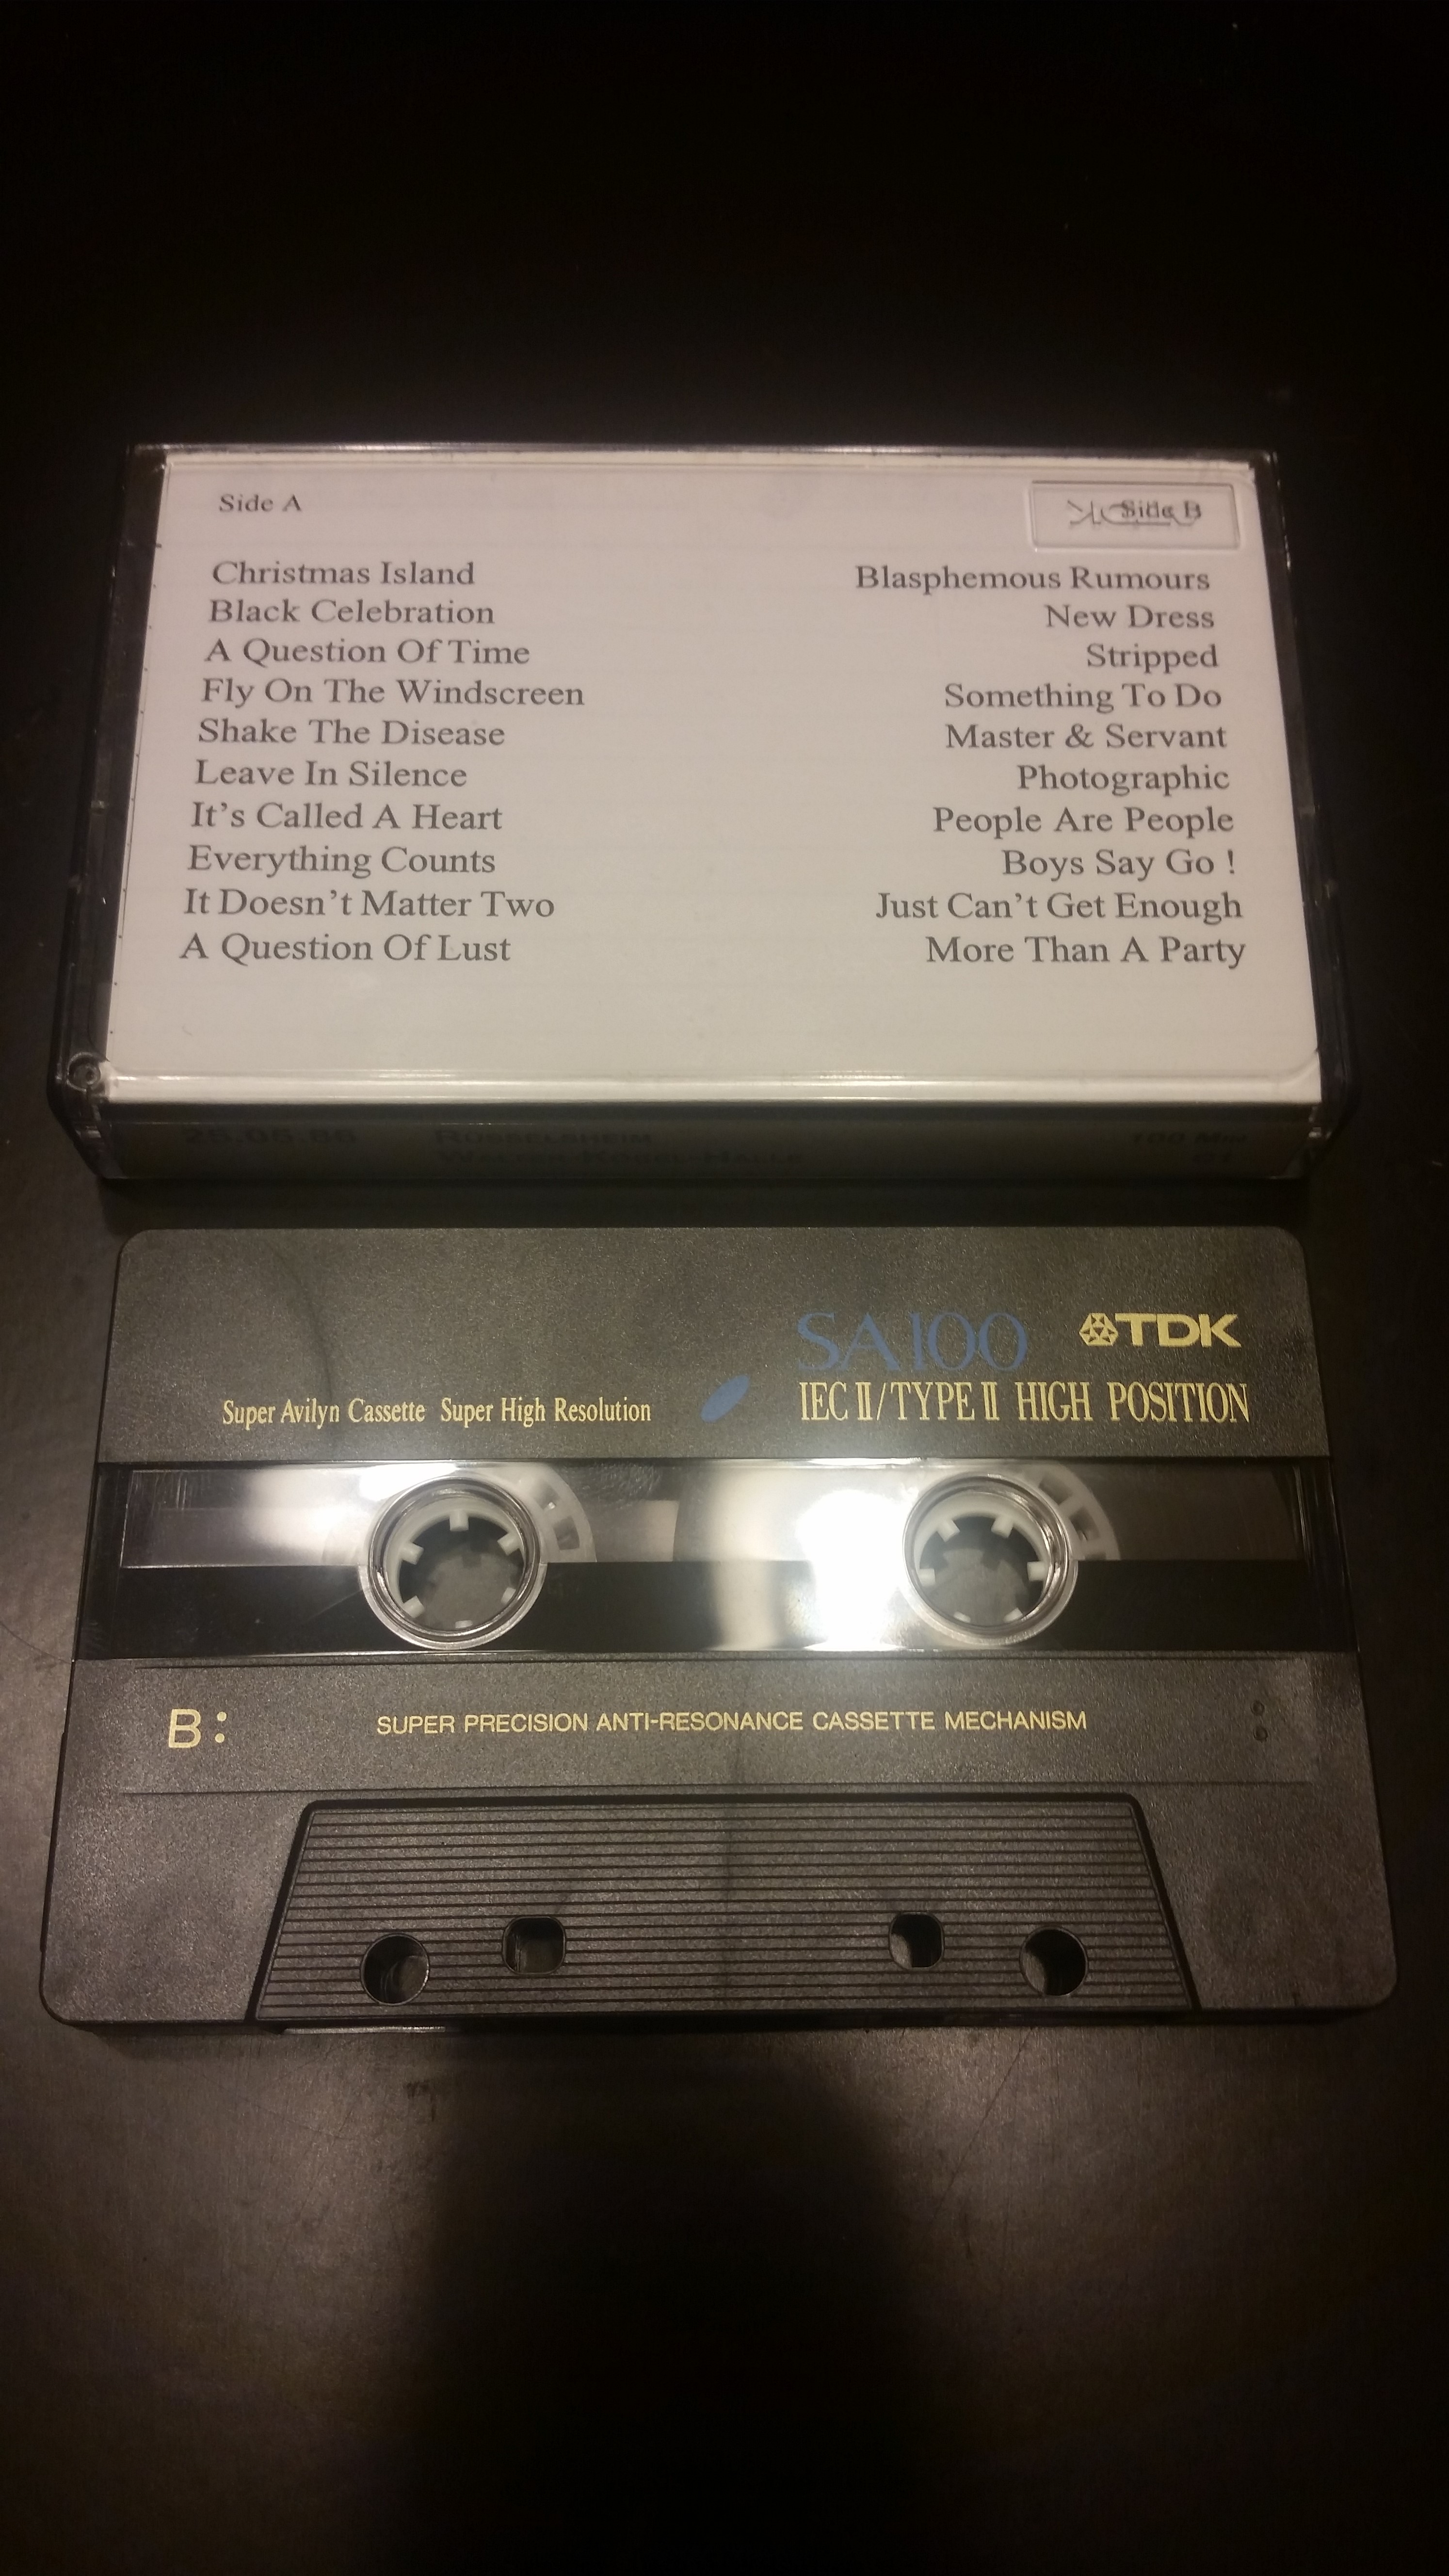 Side A
Christmas Island
Black Celebration
A Question Of Time
Fly On The Windscreen
Shake The Disease
Leave In Silence
It's Called A Heart
Everything Counts
It Doesn't Matter Two
A Question Of Lust
Side B
Blasphemous Rumours
New Dress
Stripped
Something To Do
Master & Servant
Photographic
People Are People
Boys Say Go !
Just Can't Get Enough
More Than A Party
Rüsselsheim
100 Min
SA100 TDK
Super Avilyn Cassette Super High Resolution
IEC II/TYPE II HIGH POSITION
B:
SUPER PRECISION ANTI-RESONANCE CASSETTE MECHANISM